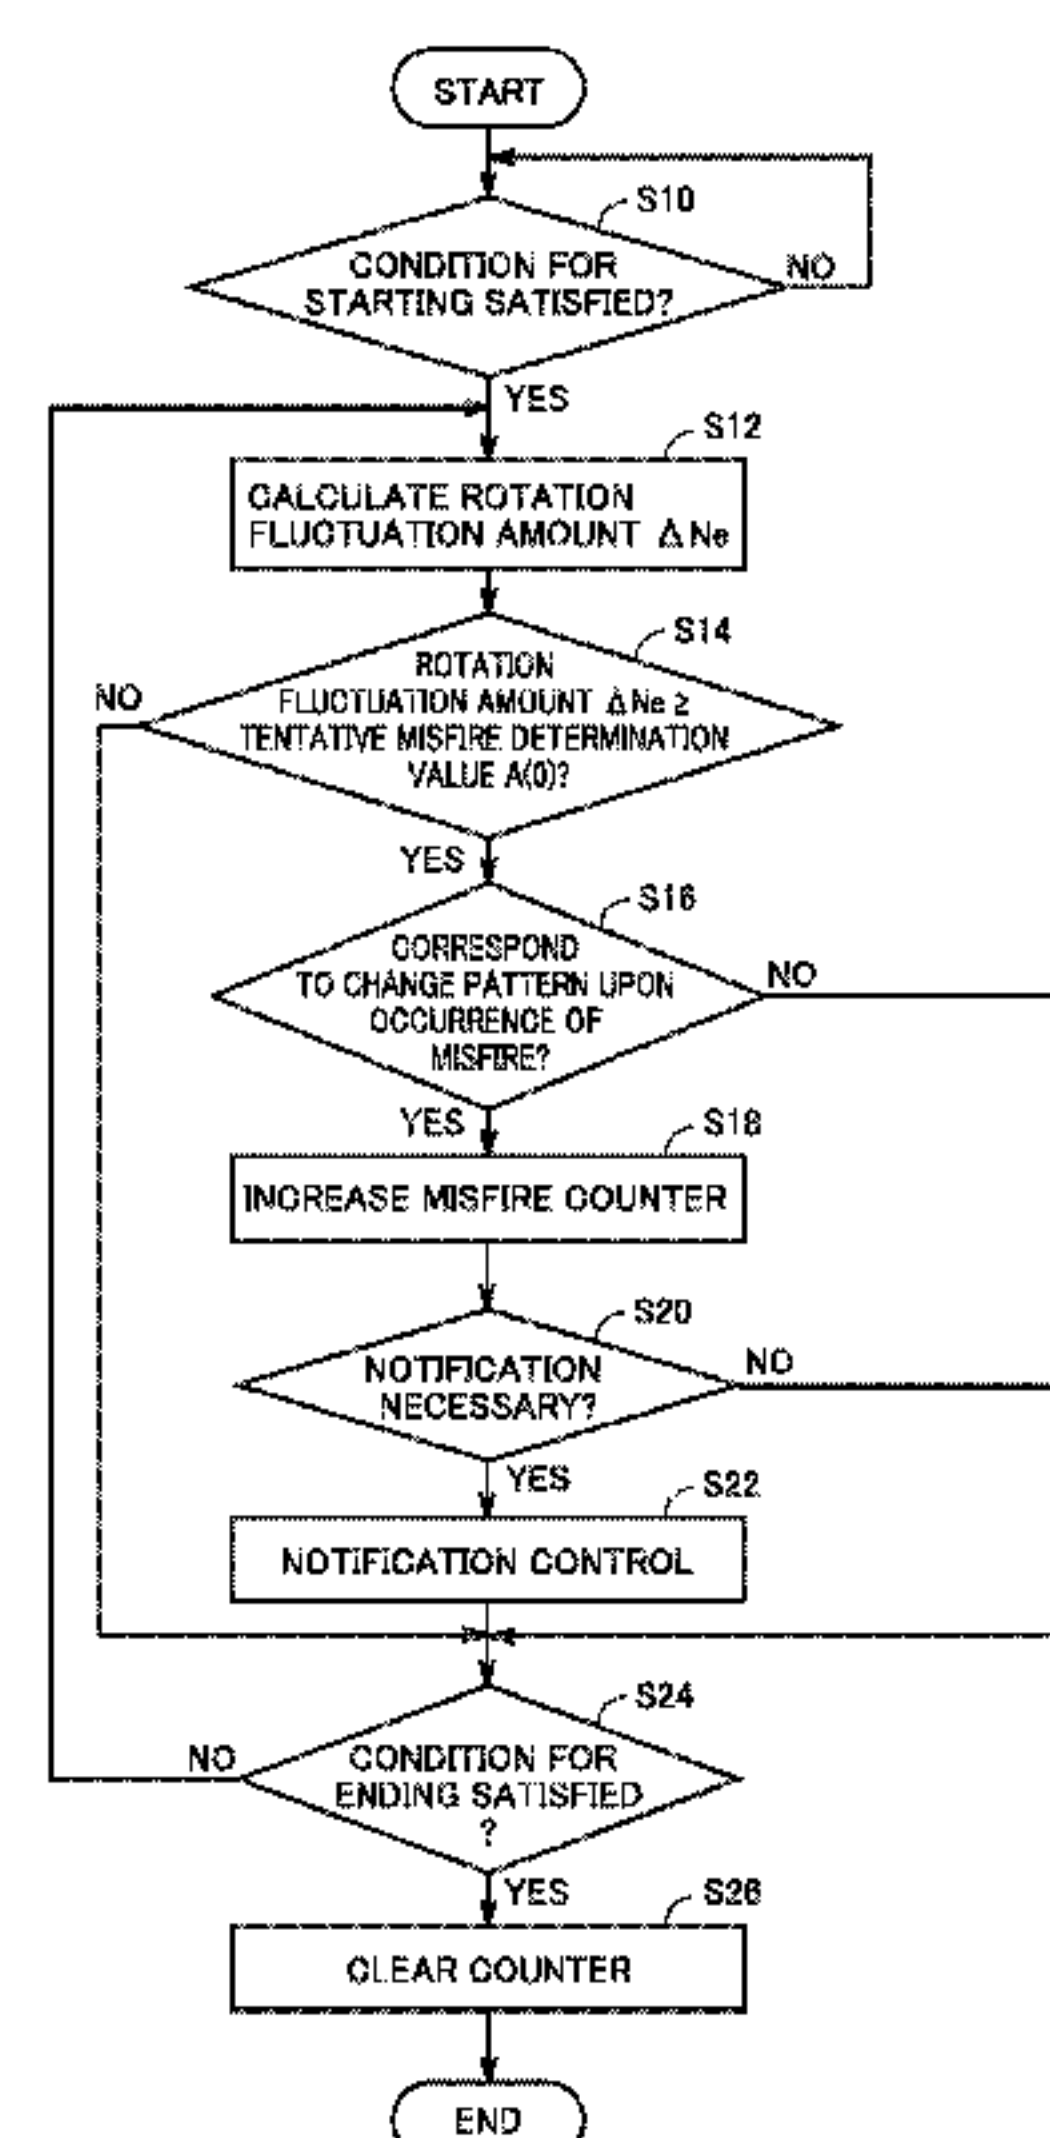 START
S10
CONDITION FOR
STARTING SATISFIED?
NO
YES
S12
CALCULATE ROTATION
FLUCTUATION AMOUNT ΔNe
S14
ROTATION
FLUCTUATION AMOUNT ΔNe ≥
TENTATIVE MISFIRE DETERMINATION
VALUE A(0)?
NO
YES
S16
CORRESPOND
TO CHANGE PATTERN UPON
OCCURRENCE OF
MISFIRE?
NO
YES
S18
INCREASE MISFIRE COUNTER
S20
NOTIFICATION
NECESSARY?
NO
YES
S22
NOTIFICATION CONTROL
S24
CONDITION FOR
ENDING SATISFIED
?
NO
YES
S26
CLEAR COUNTER
END